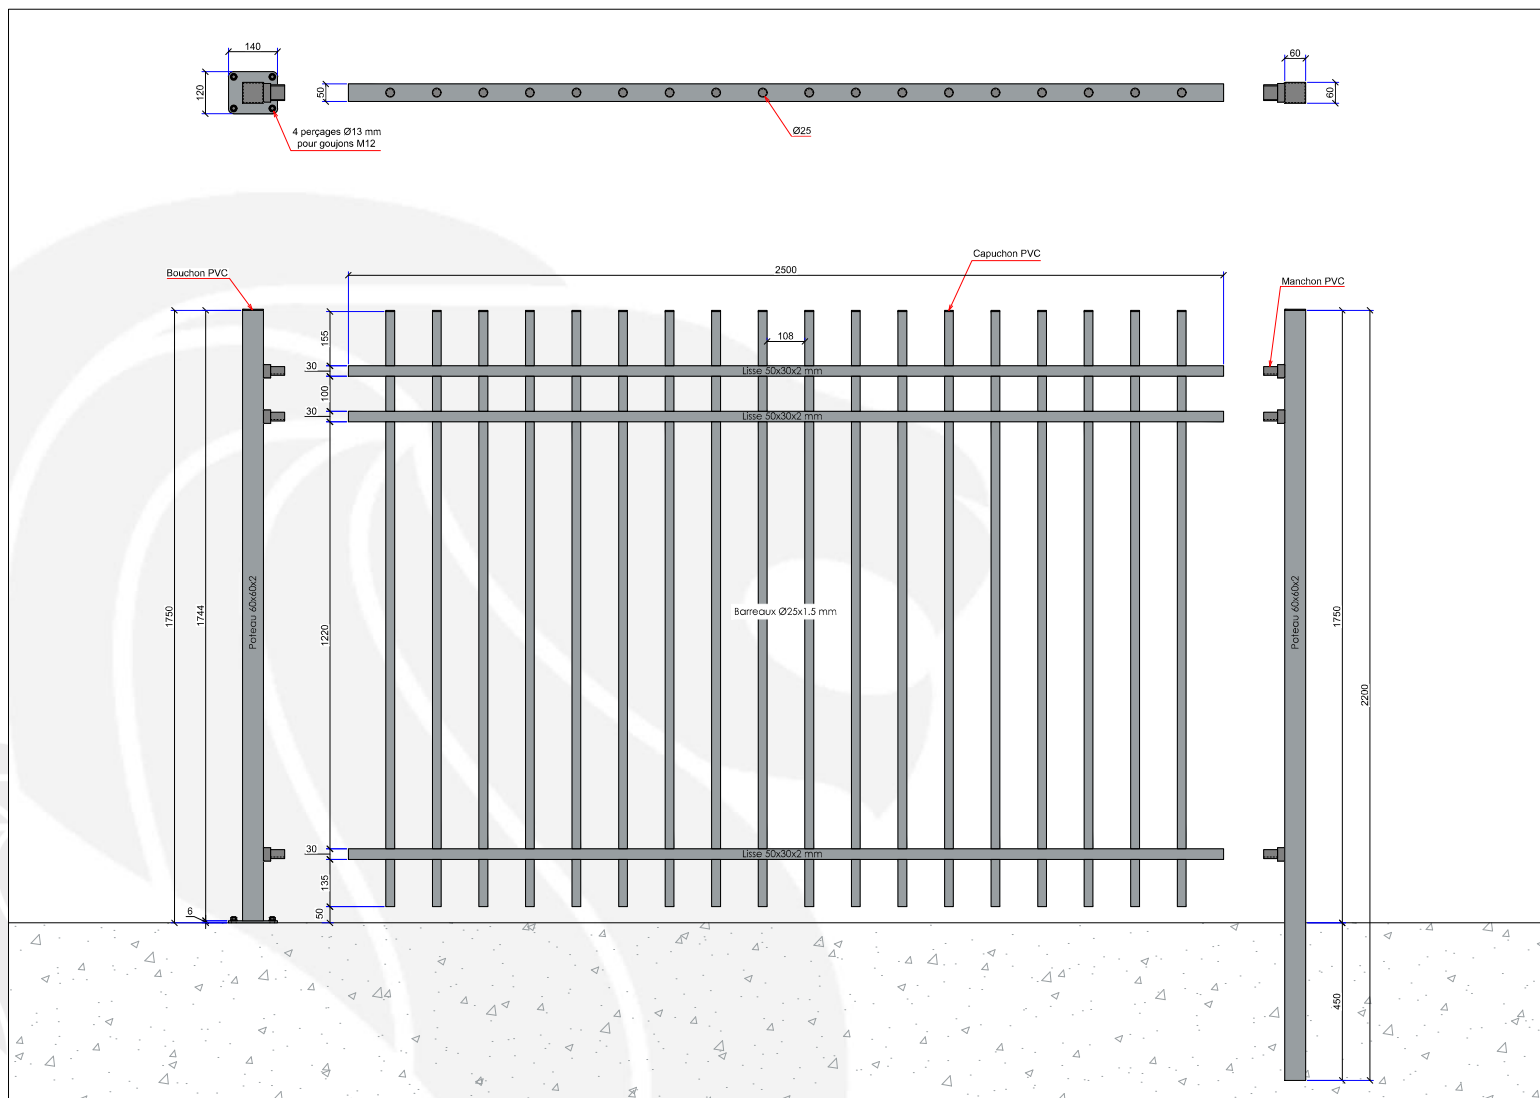 140
120
4 perçages Ø13 mm
pour goujons M12
50
Ø25
60
60
Bouchon PVC
2500
Capuchon PVC
Manchon PVC
155
108
30
Lisse 50x30x2 mm
100
30
Lisse 50x30x2 mm
1750
1744
Poteau 60x60x2
1220
Barreaux Ø25x1.5 mm
Poteau 60x60x2
1750
2200
30
Lisse 50x30x2 mm
135
6
50
450